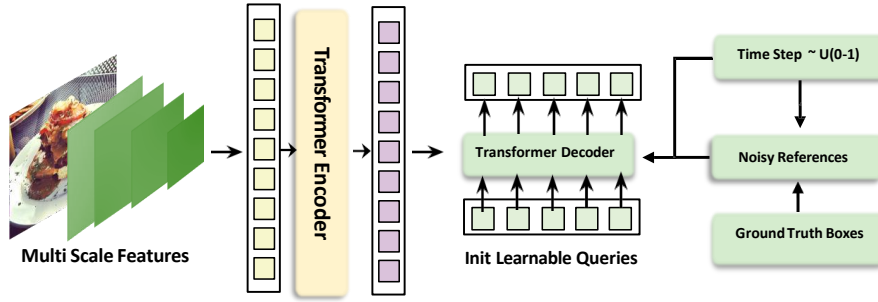 Multi Scale Features
Transformer Encoder
Transformer Decoder
Init Learnable Queries
Time Step ~ U(0-1)
Noisy References
Ground Truth Boxes